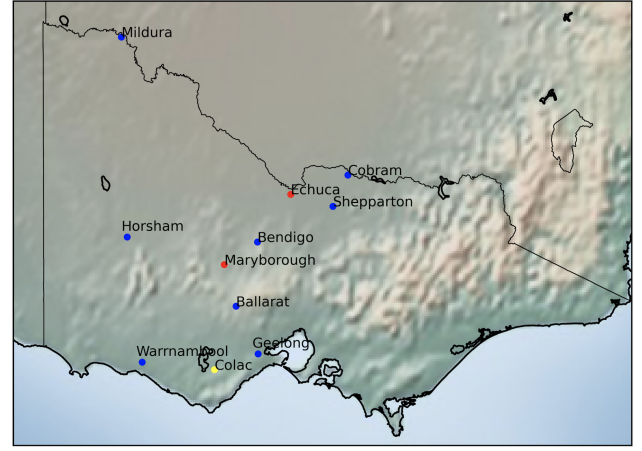 Mildura
Cobram
Echuca
Shepparton
Horsham
Bendigo
Maryborough
Ballarat
Geelong
Warrnambool
Colac